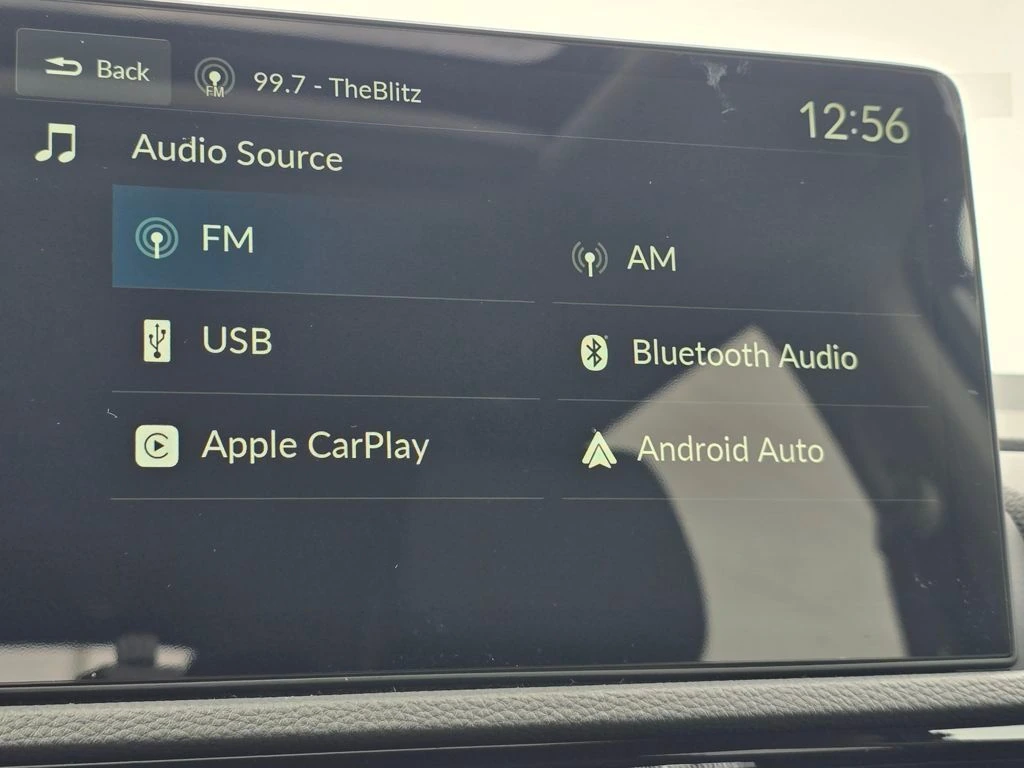 Back
FM
99.7 - TheBlitz
12:56
Audio Source
FM
AM
USB
Bluetooth Audio
Apple CarPlay
Android Auto